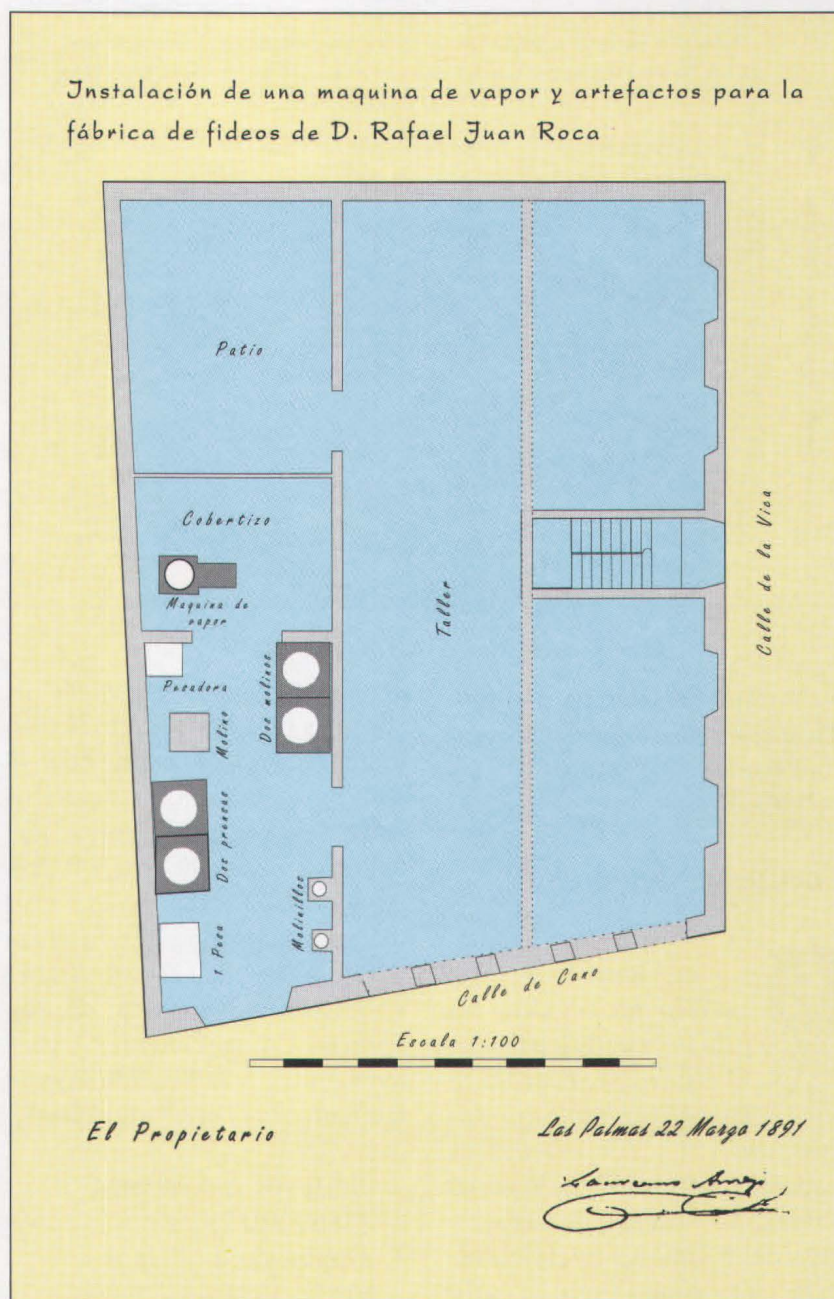 Instalación de una maquina de vapor y artefactos para la
fábrica de fideos de D. Rafael Juan Roca
Patio
Cobertizo
Maquina de
vapor
Pesadora
Molino
Dos molinos
Dos prensas
Molinillos
1 Pesa
Taller
Calle de la Vica
Calle de Cano
Escala 1:100
El Propietario
Las Palmas 22 Marzo 1891